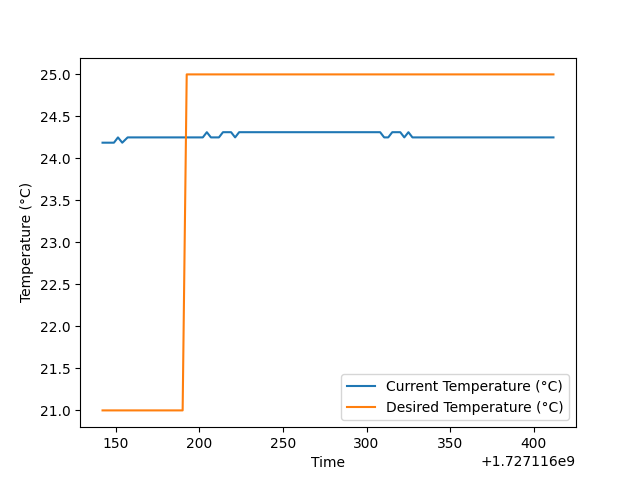 25.0
24.5
24.0
23.5
23.0
22.5
22.0
21.5
21.0
Temperature (°C)
Current Temperature (°C)
Desired Temperature (°C)
150 200 250 300 350 400
Time
+1.727116e9